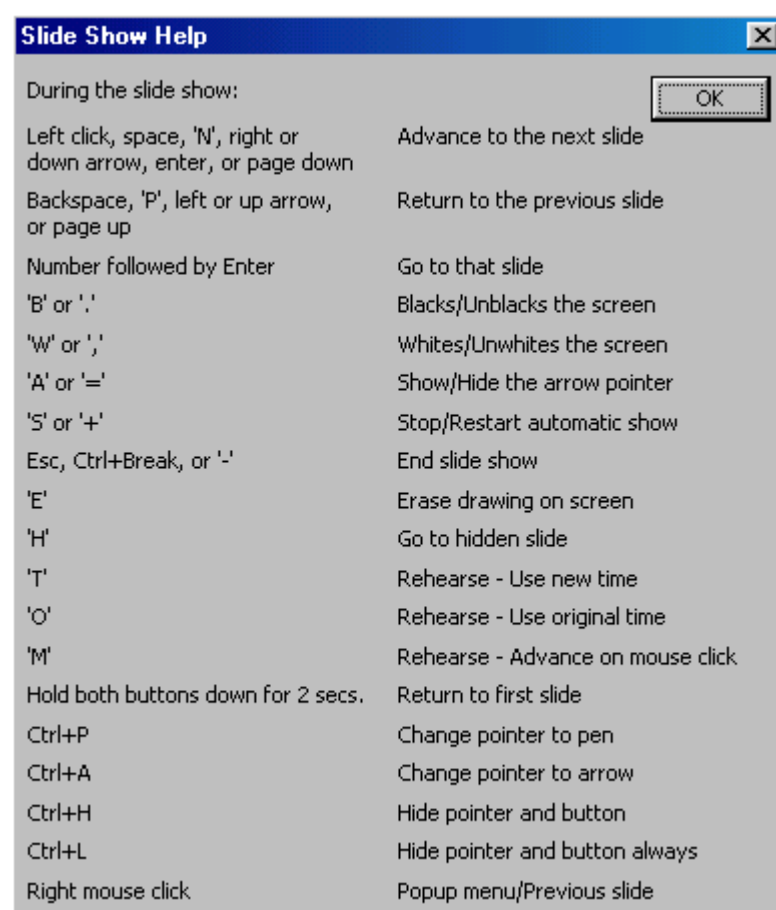 Slide Show Help
During the slide show:
OK
Left click, space, 'N', right or Advance to the next slide
down arrow, enter, or page down
Backspace, 'P', left or up arrow, Return to the previous slide
or page up
Number followed by Enter Go to that slide
'B' or '.' Blacks/Unblacks the screen
'W' or ',' Whites/Unwhites the screen
'A' or '=' Show/Hide the arrow pointer
'S' or '+' Stop/Restart automatic show
Esc, Ctrl+Break, or '-' End slide show
'E' Erase drawing on screen
'H' Go to hidden slide
'T' Rehearse - Use new time
'O' Rehearse - Use original time
'M' Rehearse - Advance on mouse click
Hold both buttons down for 2 secs. Return to first slide
Ctrl+P Change pointer to pen
Ctrl+A Change pointer to arrow
Ctrl+H Hide pointer and button
Ctrl+L Hide pointer and button always
Right mouse click Popup menu/Previous slide